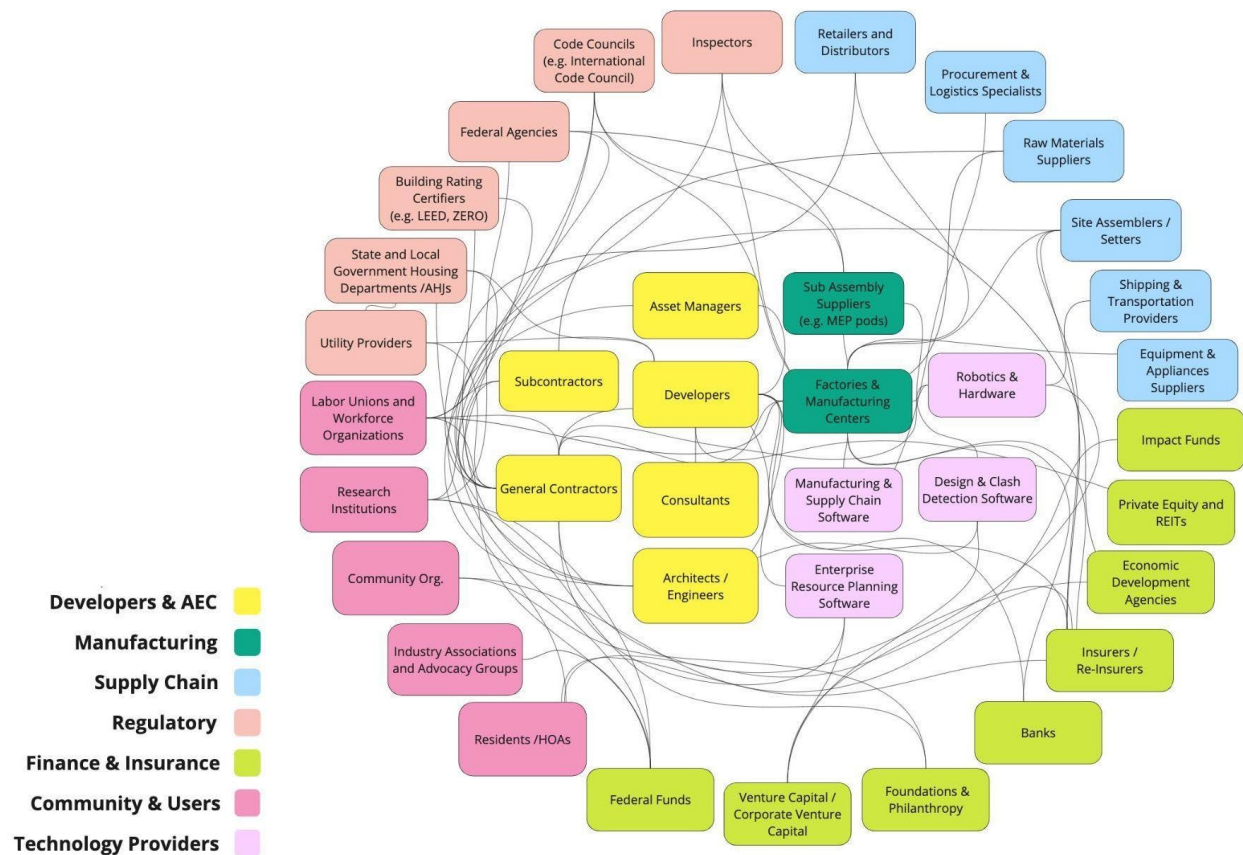 Code Councils
(e.g. International
Code Council)
Inspectors
Retailers and
Distributors
Procurement &
Logistics Specialists
Raw Materials
Suppliers
Federal Agencies
Building Rating
Certifiers
(e.g. LEED, ZERO)
State and Local
Government Housing
Departments /AHJs
Utility Providers
Site Assemblers /
Setters
Shipping &
Transportation
Providers
Equipment &
Appliances
Suppliers
Asset Managers
Sub Assembly
Suppliers
(e.g. MEP pods)
Subcontractors
Developers
Factories &
Manufacturing
Centers
Robotics &
Hardware
Labor Unions and
Workforce
Organizations
Impact Funds
Research
Institutions
General Contractors
Consultants
Manufacturing &
Supply Chain
Software
Design & Clash
Detection Software
Private Equity and
REITs
Community Org.
Architects /
Engineers
Enterprise
Resource Planning
Software
Economic
Development
Agencies
Industry Associations
and Advocacy Groups
Insurers /
Re-Insurers
Residents /HOAs
Banks
Federal Funds
Venture Capital /
Corporate Venture
Capital
Foundations &
Philanthropy
Developers & AEC
Manufacturing
Supply Chain
Regulatory
Finance & Insurance
Community & Users
Technology Providers